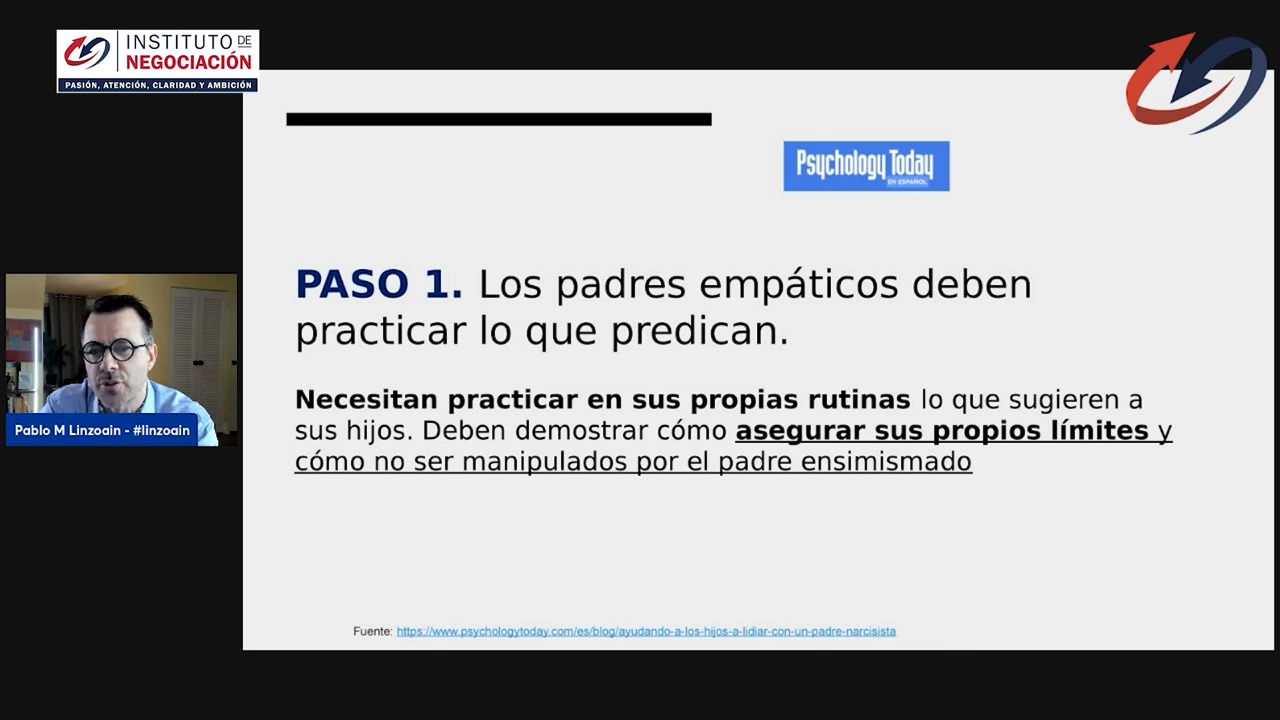 INSTITUTO DE
NEGOCIACIÓN
PASIÓN, ATENCIÓN, CLARIDAD Y AMBICIÓN
Psychology Today
EN ESPAÑOL
PASO 1. Los padres empáticos deben
practicar lo que predican.
Necesitan practicar en sus propias rutinas lo que sugieren a
sus hijos. Deben demostrar cómo asegurar sus propios límites y
cómo no ser manipulados por el padre ensimismado
Pablo M Linzoain - #linzoain
Fuente: https://www.psychologytoday.com/es/blog/ayudando-a-los-hijos-a-lidiar-con-un-padre-narcisista